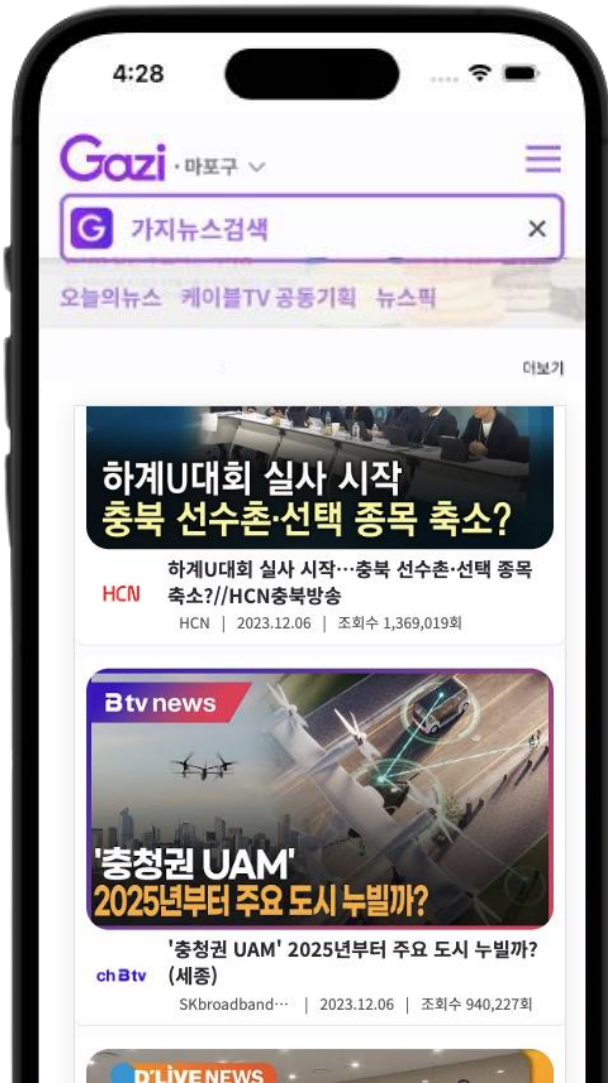 4:28
Gazi · 마포구
G 가지뉴스검색 ×
오늘의뉴스 케이블TV 공동기획 뉴스픽
더보기
하계U대회 실사 시작
충북 선수촌·선택 종목 축소?
하계U대회 실사 시작…충북 선수촌·선택 종목
HCN 축소?//HCN충북방송
HCN | 2023.12.06 | 조회수 1,369,019회
B tv news
'충청권 UAM'
2025년부터 주요 도시 누빌까?
'충청권 UAM' 2025년부터 주요 도시 누빌까?
ch B tv (세종)
SKbroadband… | 2023.12.06 | 조회수 940,227회
D'LIVE NEWS